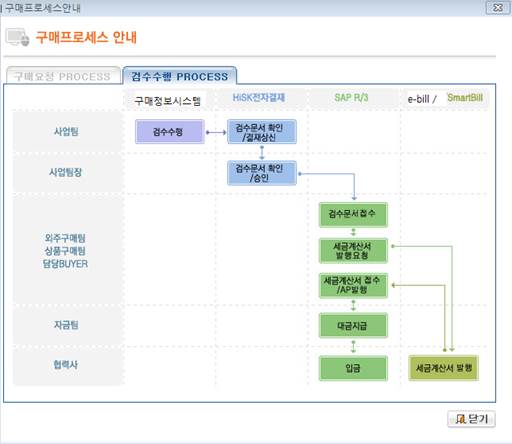 구매프로세스안내
구매프로세스 안내
구매요청 PROCESS
검수수행 PROCESS
구매정보시스템
HiSK전자결재
SAP R/3
e-bill / SmartBill
사업팀
검수수행
검수문서 확인
/결재상신
사업팀장
검수문서 확인
/승인
외주구매팀
상품구매팀
담당BUYER
검수문서접수
세금계산서
발행요청
세금계산서 접수
/AP발행
자금팀
대금지급
협력사
입금
세금계산서 발행
닫기